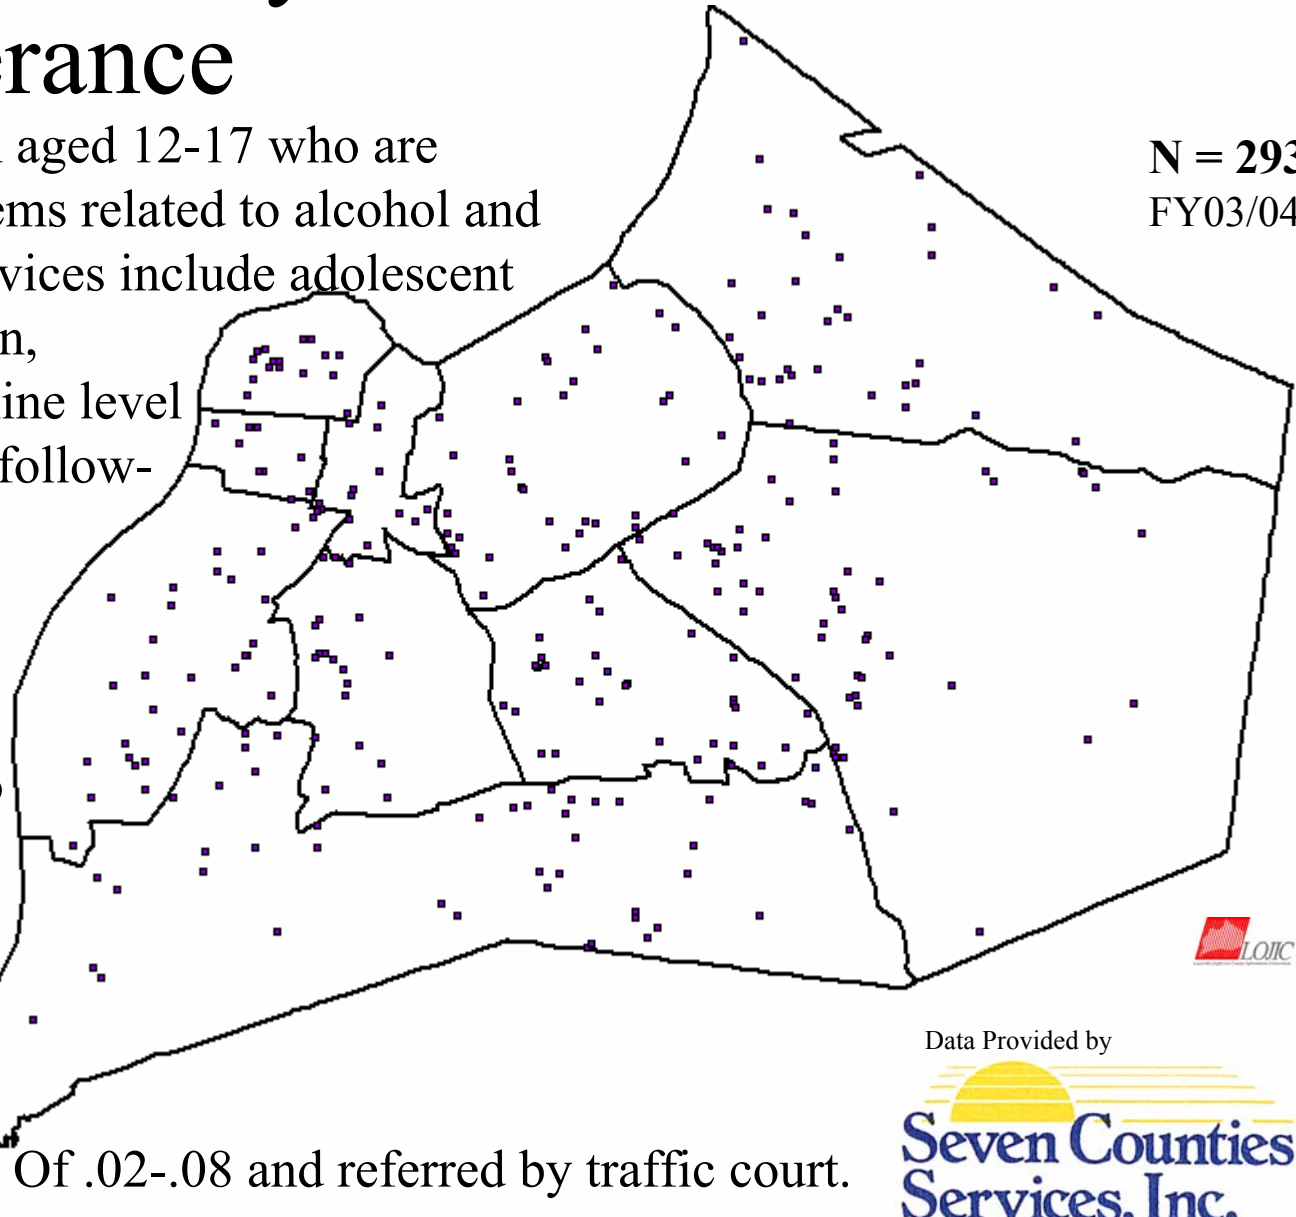 erance
aged 12-17 who are
ems related to alcohol and
vices include adolescent
n,
ine level
follow-
N = 293
FY03/04
LOJIC
Data Provided by
Seven Counties
Services, Inc.
Of .02-.08 and referred by traffic court.